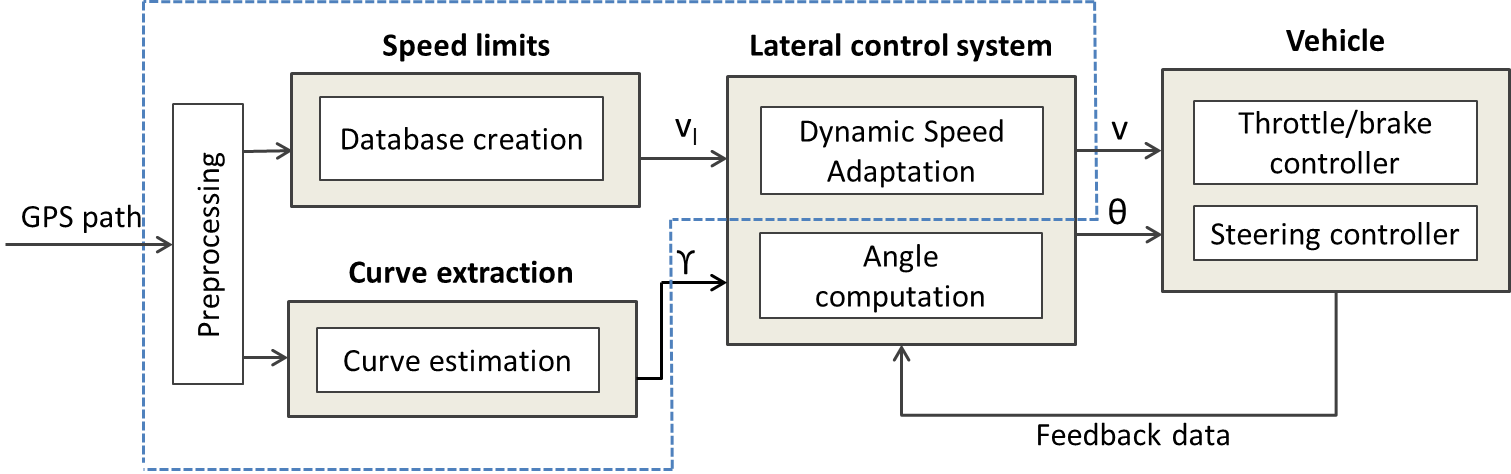 Speed limits
Lateral control system
Vehicle
Database creation
v_l
Dynamic Speed
Adaptation
v
Throttle/brake
controller
GPS path
Preprocessing
θ
Steering controller
Curve extraction
ϒ
Angle
computation
Curve estimation
Feedback data